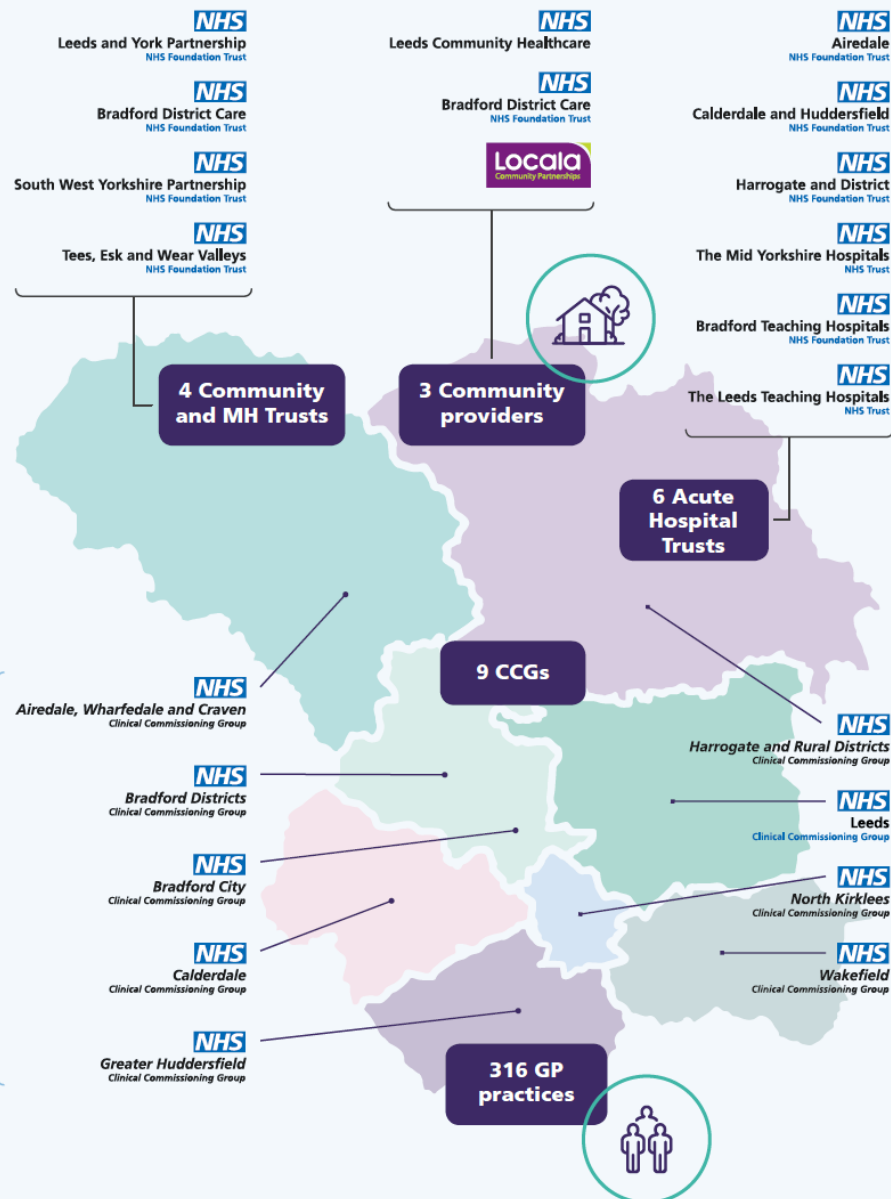 NHS
Leeds and York Partnership
NHS Foundation Trust
NHS
Bradford District Care
NHS Foundation Trust
NHS
South West Yorkshire Partnership
NHS Foundation Trust
NHS
Tees, Esk and Wear Valleys
NHS Foundation Trust
NHS
Leeds Community Healthcare
NHS
Bradford District Care
NHS Foundation Trust
Locala
Community Partnerships
NHS
Airedale
NHS Foundation Trust
NHS
Calderdale and Huddersfield
NHS Foundation Trust
NHS
Harrogate and District
NHS Foundation Trust
NHS
The Mid Yorkshire Hospitals
NHS Trust
NHS
Bradford Teaching Hospitals
NHS Foundation Trust
NHS
The Leeds Teaching Hospitals
NHS Trust
4 Community
and MH Trusts
3 Community
providers
6 Acute
Hospital
Trusts
9 CCGs
NHS
Airedale, Wharfedale and Craven
Clinical Commissioning Group
NHS
Bradford Districts
Clinical Commissioning Group
NHS
Bradford City
Clinical Commissioning Group
NHS
Calderdale
Clinical Commissioning Group
NHS
Greater Huddersfield
Clinical Commissioning Group
NHS
Harrogate and Rural Districts
Clinical Commissioning Group
NHS
Leeds
Clinical Commissioning Group
NHS
North Kirklees
Clinical Commissioning Group
NHS
Wakefield
Clinical Commissioning Group
316 GP
practices